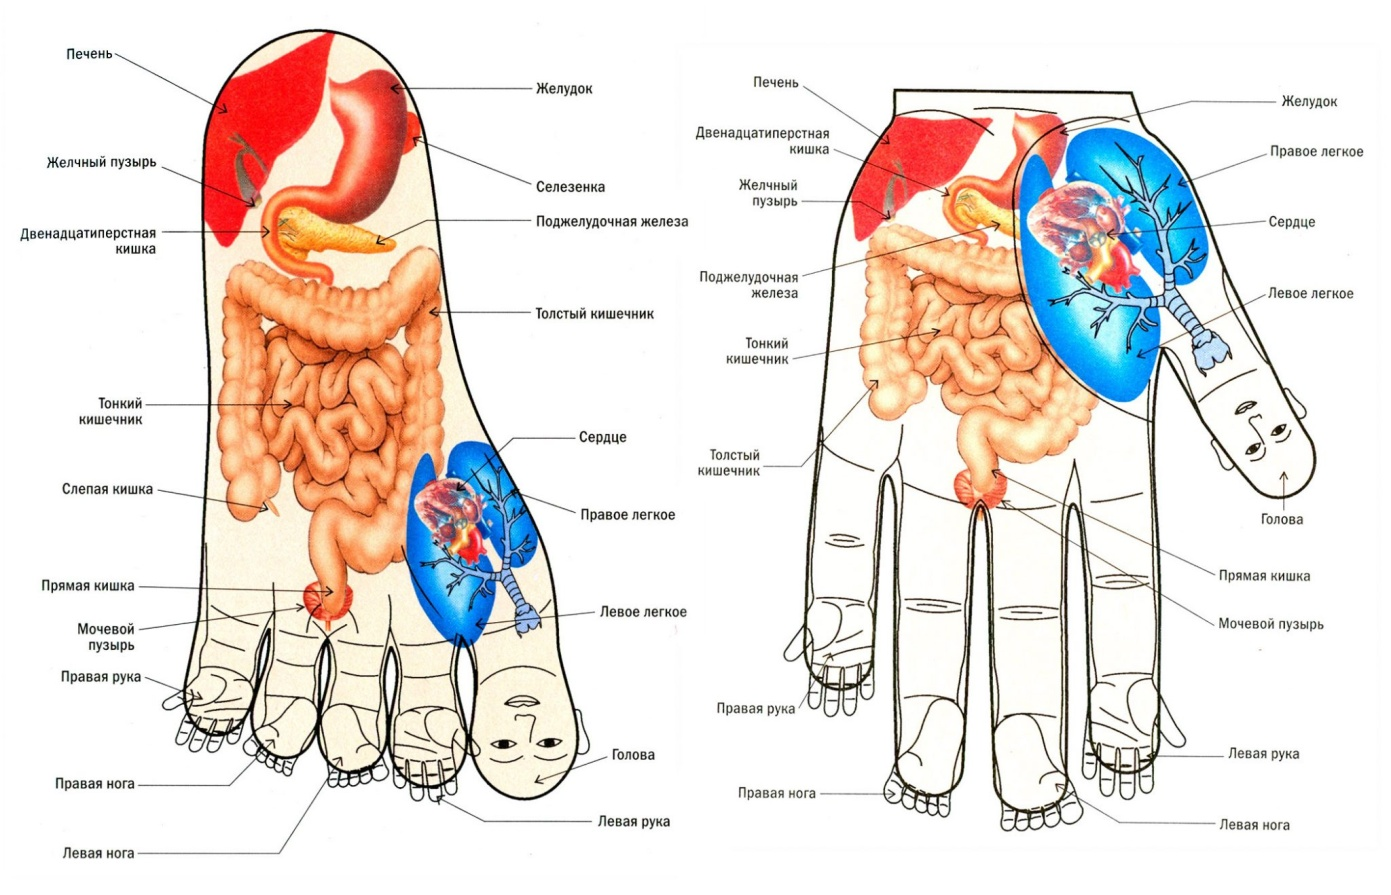 Печень
Желудок
Желчный пузырь
Селезенка
Поджелудочная железа
Двенадцатиперстная
кишка
Толстый кишечник
Тонкий
кишечник
Сердце
Слепая кишка
Правое легкое
Прямая кишка
Левое легкое
Мочевой
пузырь
Правая рука
Голова
Правая нога
Левая рука
Левая нога
Печень
Желудок
Двенадцатиперстная
кишка
Правое легкое
Желчный
пузырь
Сердце
Поджелудочная
железа
Левое легкое
Тонкий
кишечник
Толстый
кишечник
Голова
Прямая кишка
Мочевой пузырь
Правая рука
Левая рука
Правая нога
Левая нога